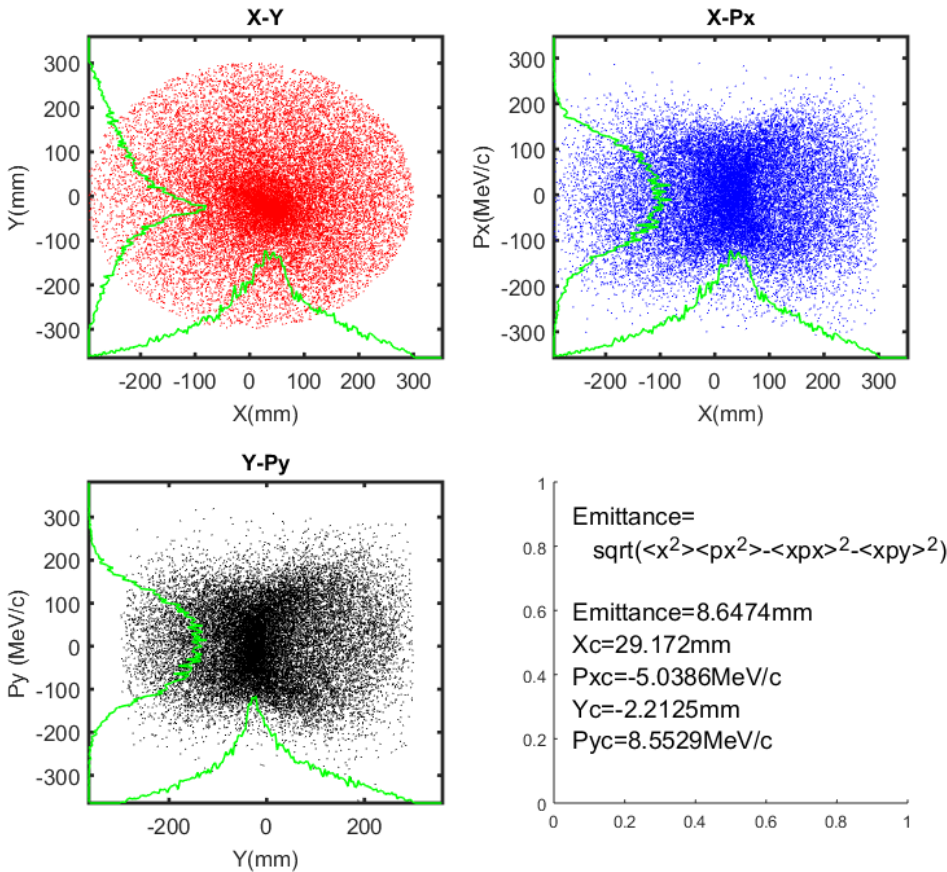 X-Y
300
200
100
0
-100
-200
-300
Y(mm)
-200 -100 0 100 200 300
X(mm)
X-Px
300
200
100
0
-100
-200
-300
Px(MeV/c)
-200 -100 0 100 200 300
X(mm)
Y-Py
300
200
100
0
-100
-200
-300
Py (MeV/c)
-200 0 200
Y(mm)
1
0.8
0.6
0.4
0.2
0
Emittance=
sqrt(<x²><px²>-<xpx>²-<xpy>²)
Emittance=8.6474mm
Xc=29.172mm
Pxc=-5.0386MeV/c
Yc=-2.2125mm
Pyc=8.5529MeV/c
0 0.2 0.4 0.6 0.8 1